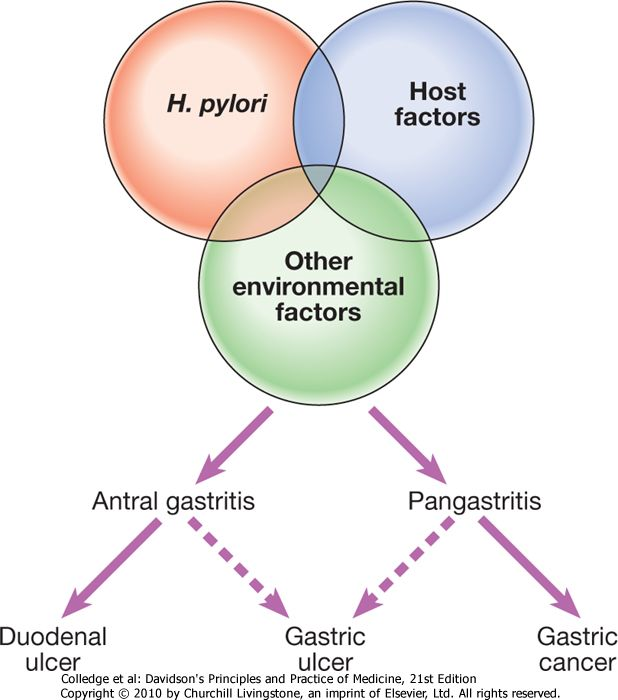 H. pylori
Host
factors
Other
environmental
factors
Antral gastritis
Pangastritis
Duodenal
ulcer
Gastric
ulcer
Gastric
cancer
Colledge et al: Davidson's Principles and Practice of Medicine, 21st Edition
Copyright © 2010 by Churchill Livingstone, an imprint of Elsevier, Ltd. All rights reserved.